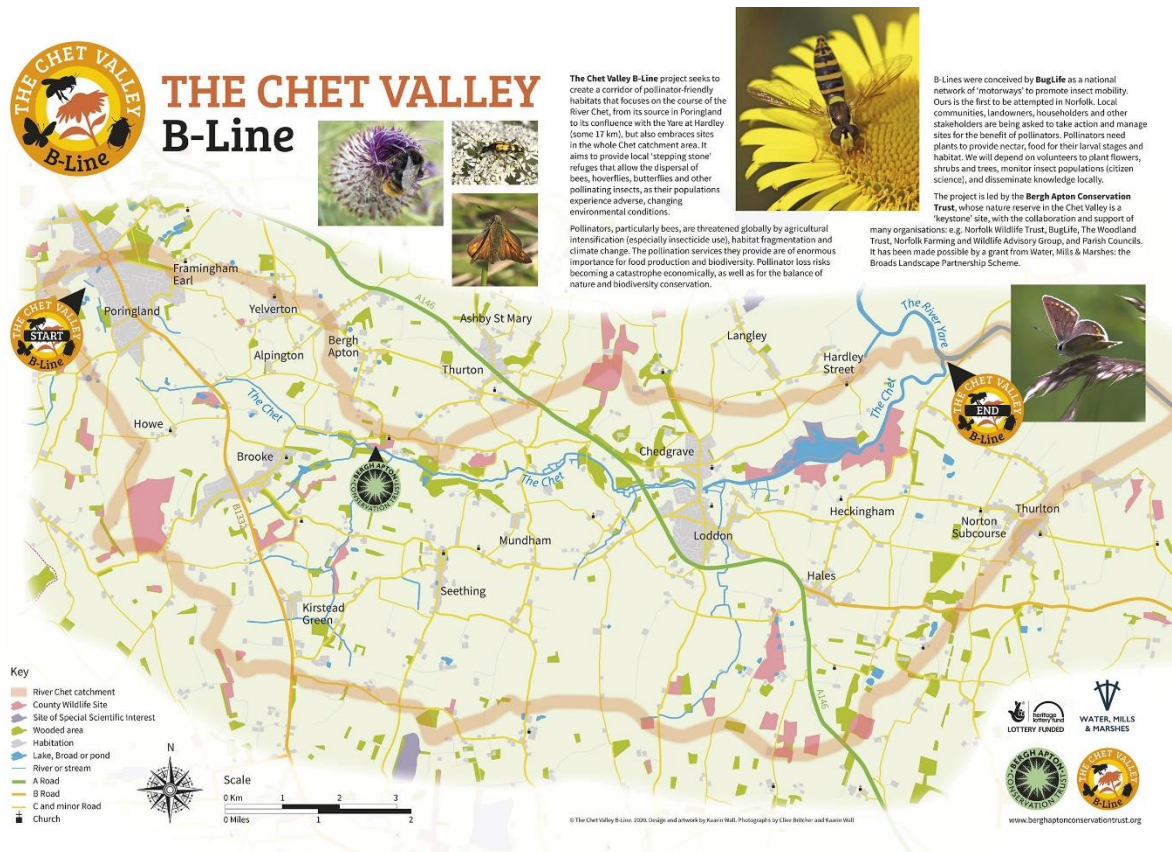 THE CHET VALLEY
B-Line
THE CHET VALLEY
B-Line
The Chet Valley B-Line project seeks to
create a corridor of pollinator-friendly
habitats that focuses on the course of the
River Chet, from its source in Poringland
to its confluence with the Yare at Hardley
(some 17 km), but also embraces sites
in the whole Chet catchment area. It
aims to provide local 'stepping stone'
refuges that allow the dispersal of
bees, hoverflies, butterflies and other
pollinating insects, as their populations
experience adverse, changing
environmental conditions.
Pollinators, particularly bees, are threatened globally by agricultural
intensification (especially insecticide use), habitat fragmentation and
climate change. The pollination services they provide are of enormous
importance for food production and biodiversity. Pollinator loss risks
becoming a catastrophe economically, as well as for the balance of
nature and biodiversity conservation.
B-Lines were conceived by BugLife as a national
network of 'motorways' to promote insect mobility.
Ours is the first to be attempted in Norfolk. Local
communities, landowners, householders and other
stakeholders are being asked to take action and manage
sites for the benefit of pollinators. Pollinators need
plants to provide nectar, food for their larval stages and
habitat. We will depend on volunteers to plant flowers,
shrubs and trees, monitor insect populations (citizen
science), and disseminate knowledge locally.
The project is led by the Bergh Apton Conservation
Trust, whose nature reserve in the Chet Valley is a
'keystone' site, with the collaboration and support of
many organisations: e.g. Norfolk Wildlife Trust, BugLife, The Woodland
Trust, Norfolk Farming and Wildlife Advisory Group, and Parish Councils.
It has been made possible by a grant from Water, Mills & Marshes: the
Broads Landscape Partnership Scheme.
Framingham
Earl
Poringland
THE CHET VALLEY
START
B-Line
Yelverton
Alpington
Bergh
Apton
A146
Ashby St Mary
Thurton
Langley
Hardley
Street
The River Yare
The Chet
THE CHET VALLEY
END
B-Line
The Chet
Howe
Brooke
B1332
BERGH APTON
CONSERVATION TRUST
The Chet
Chedgrave
Mundham
Loddon
Heckingham
Norton
Subcourse
Thurlton
Seething
Hales
Kirstead
Green
A146
Key
River Chet catchment
County Wildlife Site
Site of Special Scientific Interest
Wooded area
Habitation
Lake, Broad or pond
River or stream
A Road
B Road
C and minor Road
Church
N
Scale
0 Km 1 2 3
0 Miles 1 2
© The Chet Valley B-Line. 2020. Design and artwork by Kaarin Wall. Photographs by Clive Britcher and Kaarin Wall
heritage
lottery fund
LOTTERY FUNDED
WATER, MILLS
& MARSHES
BERGH APTON
CONSERVATION TRUST
THE CHET VALLEY
B-Line
www.berghaptonconservationtrust.org